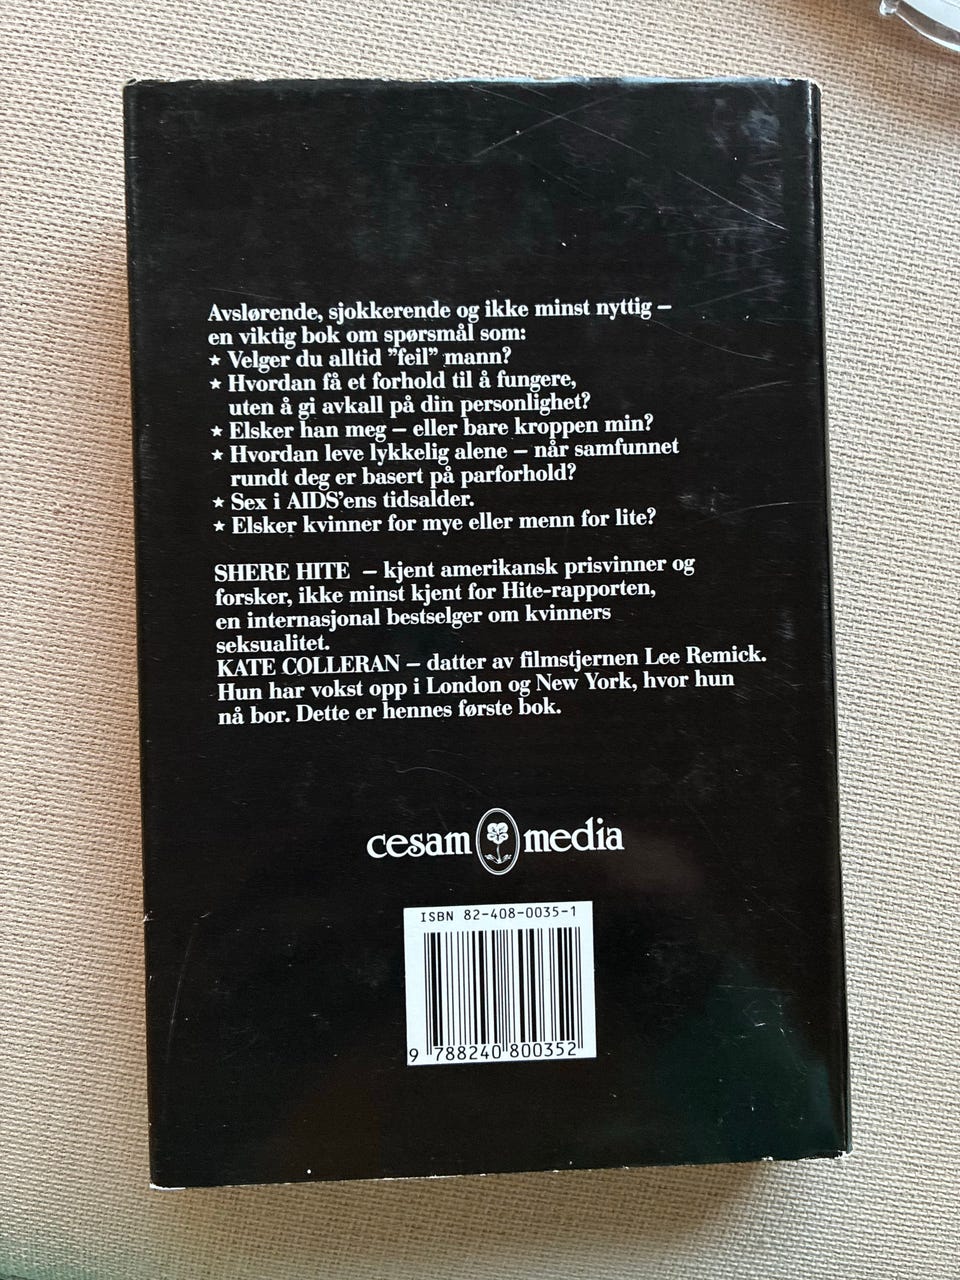 Avslørende, sjokkerende og ikke minst nyttig –
en viktig bok om spørsmål som:
★ Velger du alltid ”feil” mann?
★ Hvordan få et forhold til å fungere,
uten å gi avkall på din personlighet?
★ Elsker han meg – eller bare kroppen min?
★ Hvordan leve lykkelig alene – når samfunnet
rundt deg er basert på parforhold?
★ Sex i AIDS’ens tidsalder.
★ Elsker kvinner for mye eller menn for lite?
SHERE HITE – kjent amerikansk prisvinner og
forsker, ikke minst kjent for Hite-rapporten,
en internasjonal bestselger om kvinners
seksualitet.
KATE COLLERAN – datter av filmstjernen Lee Remick.
Hun har vokst opp i London og New York, hvor hun
nå bor. Dette er hennes første bok.
cesam media
ISBN 82-408-0035-1
9 788240 800352